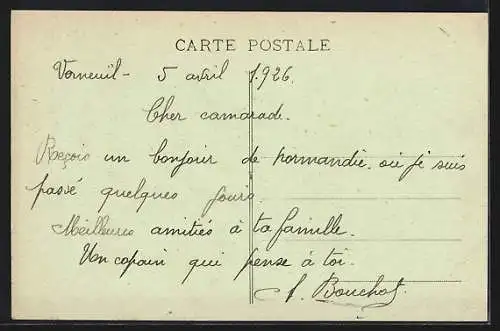 CARTE POSTALE
Verneuil - 5 avril 1926.
Cher camarade.
Reçois un bonjour de normandie. où je suis
passé quelques jours.
Meilleures amitiés à ta famille.
Un copain qui pense à toi.
f. Bouchot.